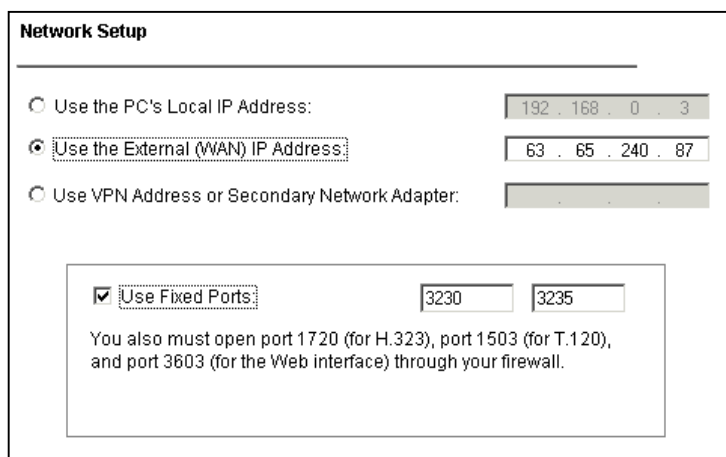 Network Setup
Use the PC's Local IP Address: 192 . 168 . 0 . 3
Use the External (WAN) IP Address: 63 . 65 . 240 . 87
Use VPN Address or Secondary Network Adapter: . . .
Use Fixed Ports: 3230 3235
You also must open port 1720 (for H.323), port 1503 (for T.120),
and port 3603 (for the Web interface) through your firewall.